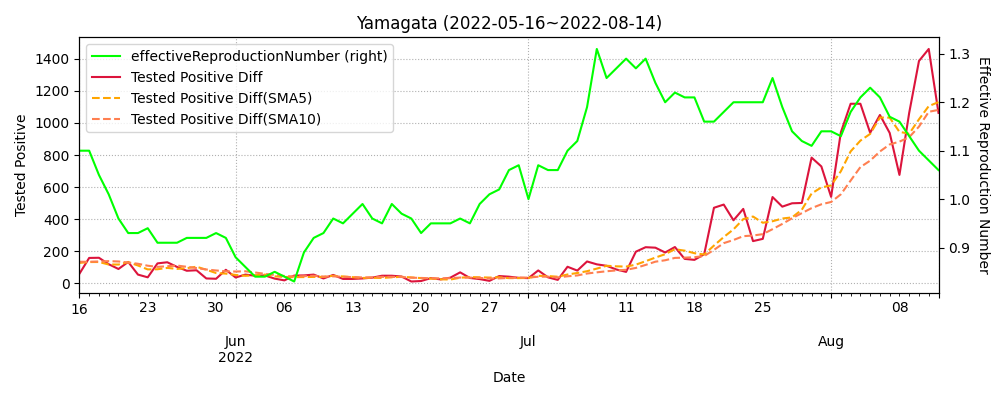 Yamagata (2022-05-16~2022-08-14)
effectiveReproductionNumber (right)
Tested Positive Diff
Tested Positive Diff(SMA5)
Tested Positive Diff(SMA10)
Tested Positive
1400
1200
1000
800
600
400
200
0
1.3
1.2
1.1
1.0
0.9
Effective Reproduction Number
16 23 30 06 13 20 27 04 11 18 25 08
Jun Jul Aug
2022
Date